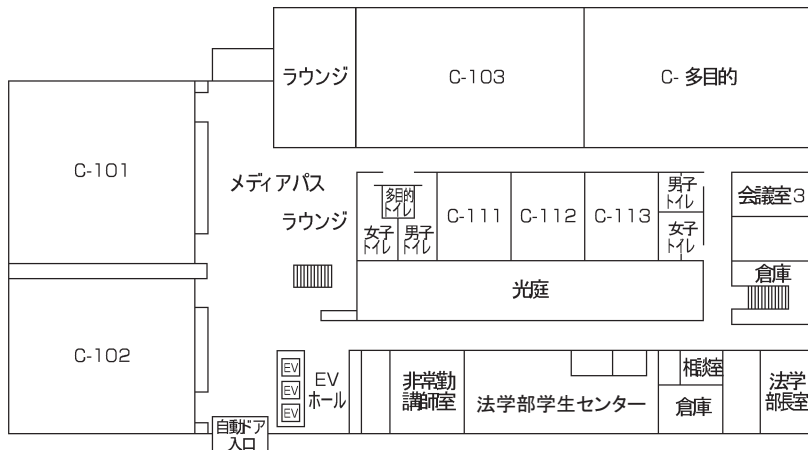 ラウンジ
C-103
C- 多目的
C-101
メディアパス
ラウンジ
多目的
トイレ
女子
トイレ
男子
トイレ
C-111
C-112
C-113
男子
トイレ
女子
トイレ
会議室3
倉庫
光庭
C-102
EV
EV
EV
EV
ホール
非常勤
講師室
法学部学生センター
相談室
倉庫
法学
部長室
自動ドア
入口